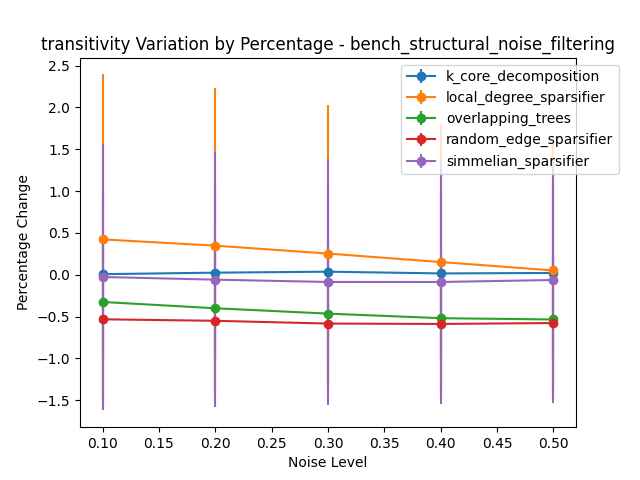 transitivity Variation by Percentage - bench_structural_noise_filtering
k_core_decomposition
local_degree_sparsifier
overlapping_trees
random_edge_sparsifier
simmelian_sparsifier
Percentage Change
2.5
2.0
1.5
1.0
0.5
0.0
−0.5
−1.0
−1.5
0.10 0.15 0.20 0.25 0.30 0.35 0.40 0.45 0.50
Noise Level